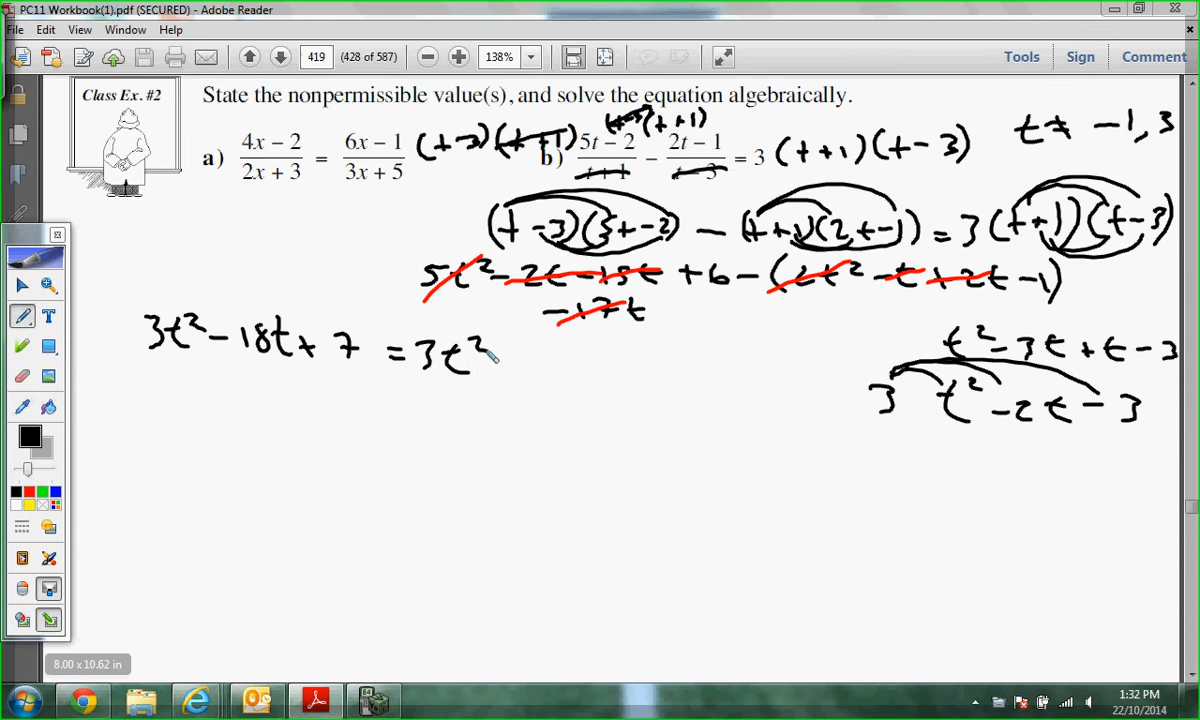 PC11 Workbook(1).pdf (SECURED) - Adobe Reader
File Edit View Window Help
419 (428 of 587) 138% Tools Sign Comment
Class Ex. #2 State the nonpermissible value(s), and solve the equation algebraically.
a) (4x – 2)/(2x + 3) = (6x – 1)/(3x + 5)
(t-3)(t+1) (t-3)(t+1)
b) (5t – 2)/(t + 1) – (2t – 1)/(t – 3) = 3 (t+1)(t-3) t ≠ -1, 3
(t-3)(5t-2) - (t+1)(2t-1) = 3(t+1)(t-3)
5t² - 2t - 15t + 6 - (2t² - t + 2t - 1)
-17t
3t² - 18t + 7 = 3t²
t² - 3t + t - 3
3 t² - 2t - 3
8.00 x 10.62 in
1:32 PM
22/10/2014